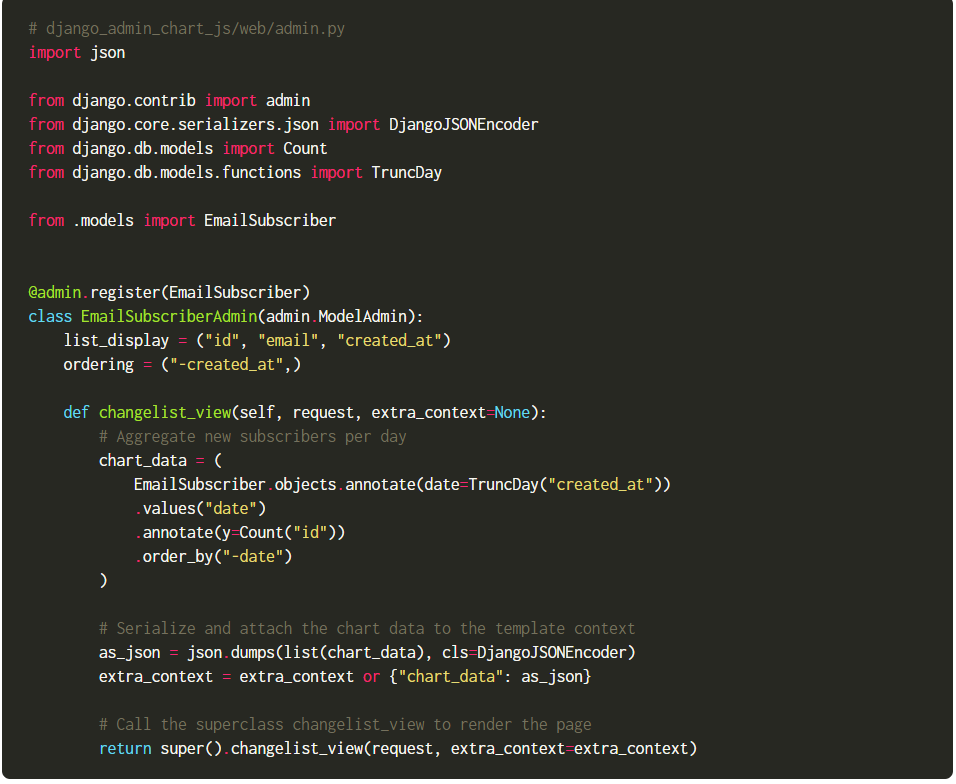 # django_admin_chart_js/web/admin.py
import json

from django.contrib import admin
from django.core.serializers.json import DjangoJSONEncoder
from django.db.models import Count
from django.db.models.functions import TruncDay

from .models import EmailSubscriber


@admin.register(EmailSubscriber)
class EmailSubscriberAdmin(admin.ModelAdmin):
    list_display = ("id", "email", "created_at")
    ordering = ("-created_at",)

    def changelist_view(self, request, extra_context=None):
        # Aggregate new subscribers per day
        chart_data = (
            EmailSubscriber.objects.annotate(date=TruncDay("created_at"))
            .values("date")
            .annotate(y=Count("id"))
            .order_by("-date")
        )

        # Serialize and attach the chart data to the template context
        as_json = json.dumps(list(chart_data), cls=DjangoJSONEncoder)
        extra_context = extra_context or {"chart_data": as_json}

        # Call the superclass changelist_view to render the page
        return super().changelist_view(request, extra_context=extra_context)